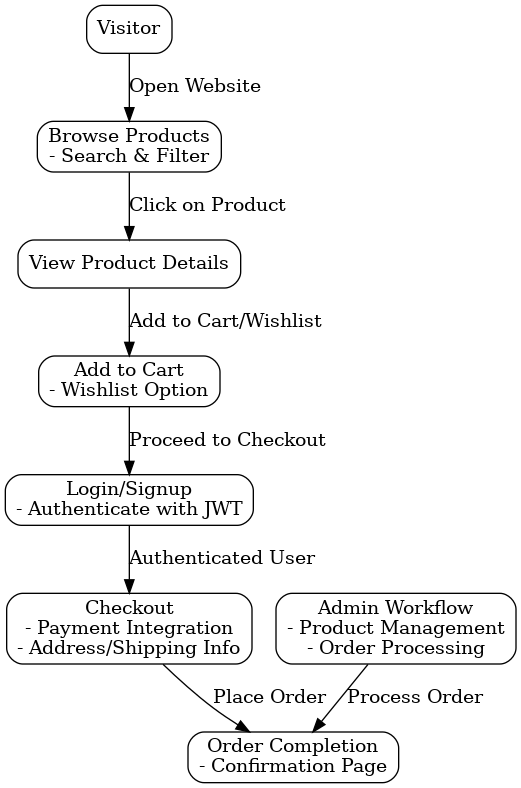 Visitor
Open Website
Browse Products
- Search & Filter
Click on Product
View Product Details
Add to Cart/Wishlist
Add to Cart
- Wishlist Option
Proceed to Checkout
Login/Signup
- Authenticate with JWT
Authenticated User
Checkout
- Payment Integration
- Address/Shipping Info
Admin Workflow
- Product Management
- Order Processing
Place Order
Process Order
Order Completion
- Confirmation Page